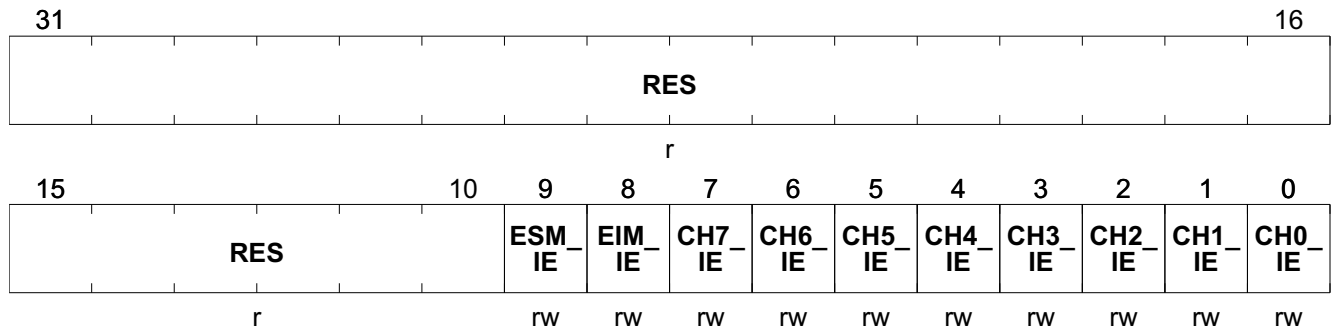 31 16
RES
r
15 10 9 8 7 6 5 4 3 2 1 0
RES ESM_ EIM_ CH7_ CH6_ CH5_ CH4_ CH3_ CH2_ CH1_ CH0_
IE IE IE IE IE IE IE IE IE IE
r rw rw rw rw rw rw rw rw rw rw